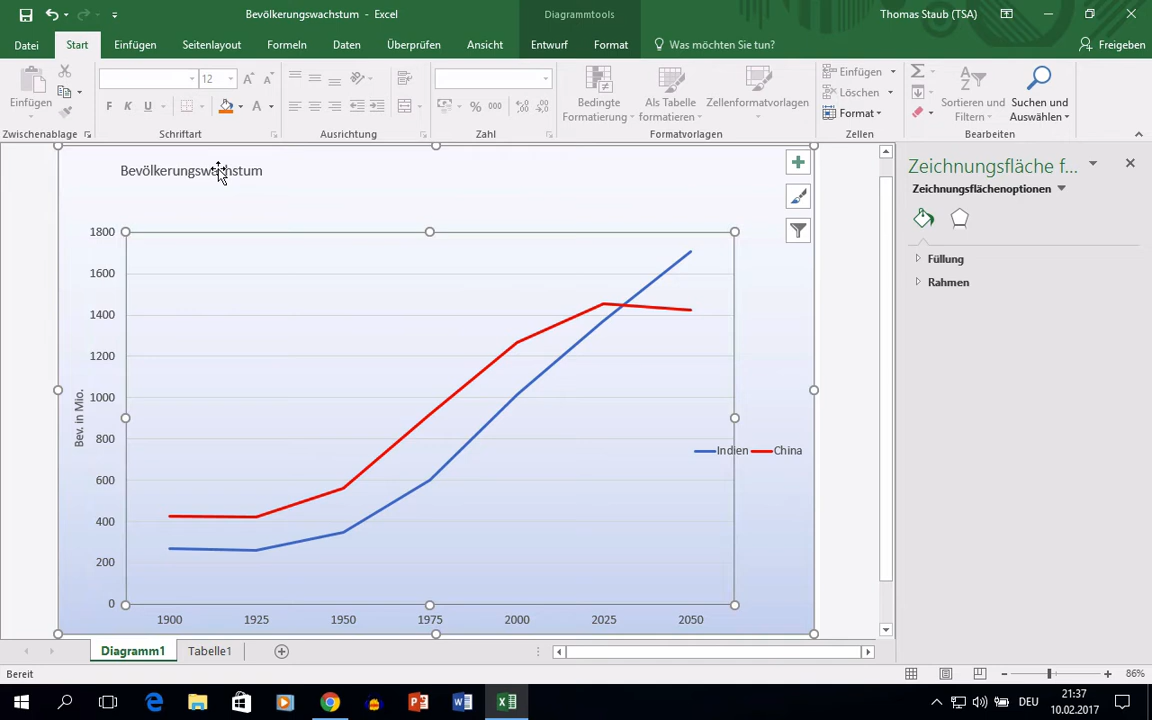 Bevölkerungswachstum - Excel
Diagrammtools
Thomas Staub (TSA)
Datei Start Einfügen Seitenlayout Formeln Daten Überprüfen Ansicht Entwurf Format Was möchten Sie tun? Freigeben
Einfügen
12
F K U
A
% 000
Bedingte Formatierung
Als Tabelle formatieren
Zellenformatvorlagen
Einfügen
Löschen
Format
Sortieren und Filtern
Suchen und Auswählen
Zwischenablage Schriftart Ausrichtung Zahl Formatvorlagen Zellen Bearbeiten
Bevölkerungswachstum
1800
1600
1400
1200
1000
800
600
400
200
0
Bev. in Mio.
1900 1925 1950 1975 2000 2025 2050
Indien China
Zeichnungsfläche f...
Zeichnungsflächenoptionen
Füllung
Rahmen
Diagramm1 Tabelle1
Bereit
86%
DEU
21:37
10.02.2017